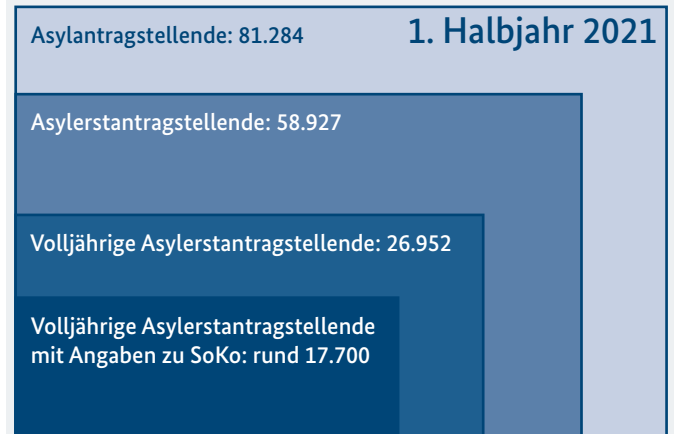 1. Halbjahr 2021
Asylantragstellende: 81.284
Asylerstantragstellende: 58.927
Volljährige Asylerstantragstellende: 26.952
Volljährige Asylerstantragstellende
mit Angaben zu SoKo: rund 17.700